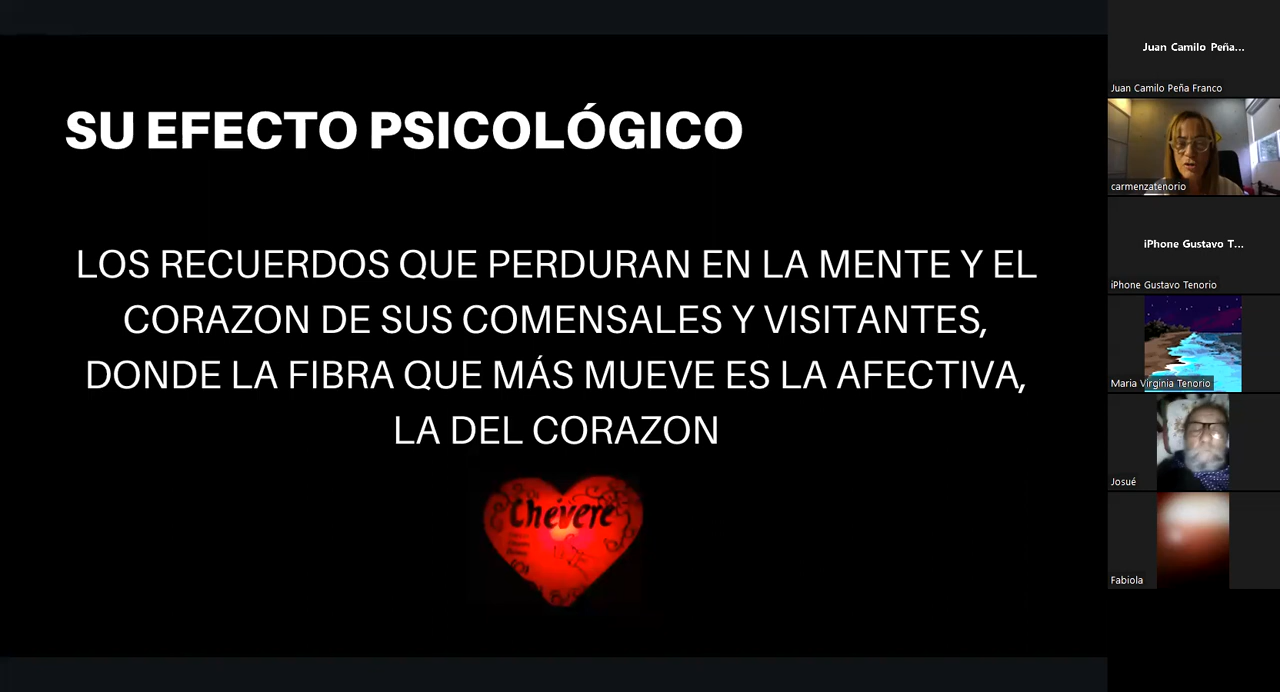 SU EFECTO PSICOLÓGICO
LOS RECUERDOS QUE PERDURAN EN LA MENTE Y EL
CORAZON DE SUS COMENSALES Y VISITANTES,
DONDE LA FIBRA QUE MÁS MUEVE ES LA AFECTIVA,
LA DEL CORAZON
Chévere
Juan Camilo Peña...
Juan Camilo Peña Franco
carmenzatenorio
iPhone Gustavo T...
iPhone Gustavo Tenorio
Maria Virginia Tenorio
Josué
Fabiola